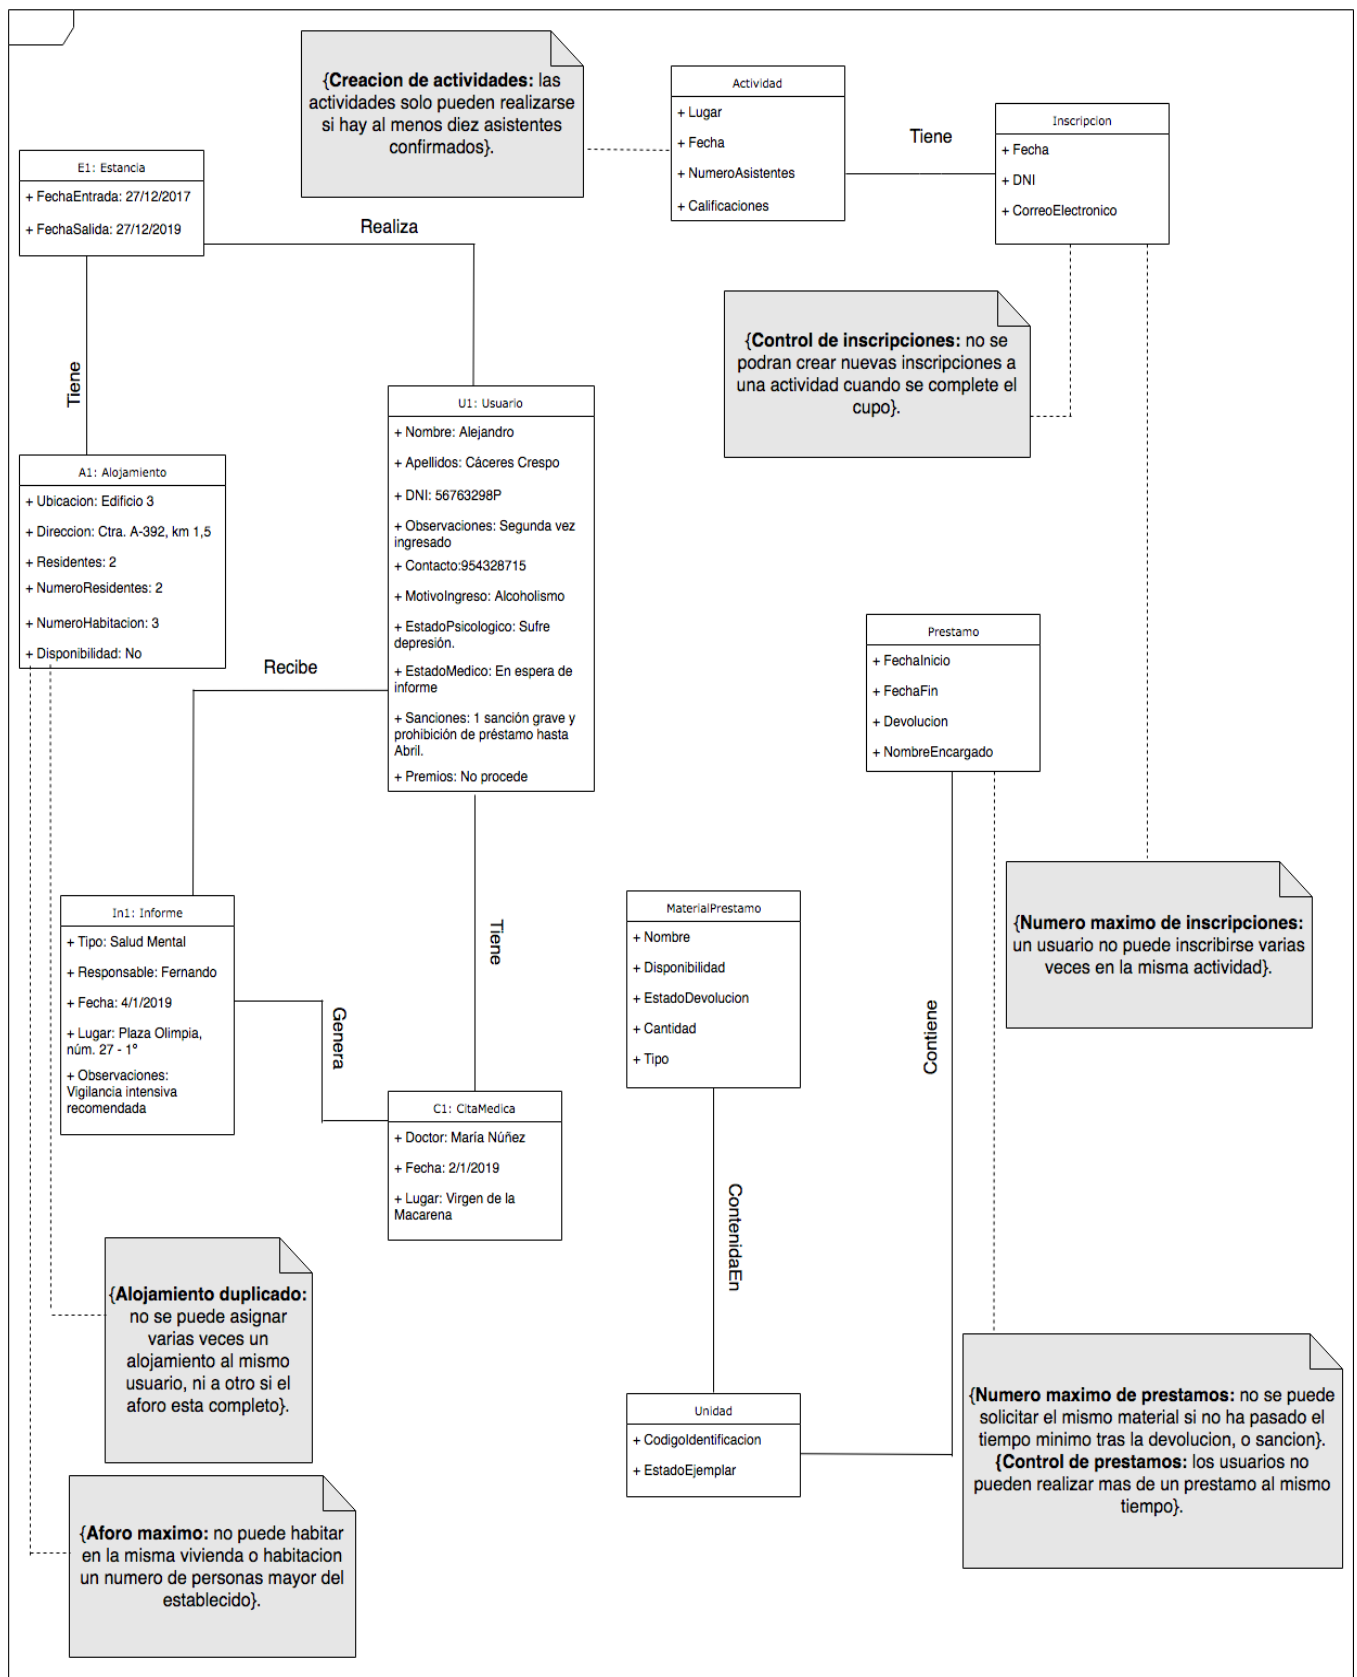 {Creacion de actividades: las
actividades solo pueden realizarse
si hay al menos diez asistentes
confirmados}.
Actividad
+ Lugar
+ Fecha
+ NumeroAsistentes
+ Calificaciones
Tiene
Inscripcion
+ Fecha
+ DNI
+ CorreoElectronico
E1: Estancia
+ FechaEntrada: 27/12/2017
+ FechaSalida: 27/12/2019
Realiza
{Control de inscripciones: no se
podran crear nuevas inscripciones a
una actividad cuando se complete el
cupo}.
Tiene
U1: Usuario
+ Nombre: Alejandro
+ Apellidos: Cáceres Crespo
+ DNI: 56763298P
+ Observaciones: Segunda vez
ingresado
+ Contacto:954328715
+ MotivoIngreso: Alcoholismo
+ EstadoPsicologico: Sufre
depresión.
+ EstadoMedico: En espera de
informe
+ Sanciones: 1 sanción grave y
prohibición de préstamo hasta
Abril.
+ Premios: No procede
A1: Alojamiento
+ Ubicacion: Edificio 3
+ Direccion: Ctra. A-392, km 1,5
+ Residentes: 2
+ NumeroResidentes: 2
+ NumeroHabitacion: 3
+ Disponibilidad: No
Recibe
Prestamo
+ FechaInicio
+ FechaFin
+ Devolucion
+ NombreEncargado
In1: Informe
+ Tipo: Salud Mental
+ Responsable: Fernando
+ Fecha: 4/1/2019
+ Lugar: Plaza Olimpia,
núm. 27 - 1º
+ Observaciones:
Vigilancia intensiva
recomendada
Genera
Tiene
MaterialPrestamo
+ Nombre
+ Disponibilidad
+ EstadoDevolucion
+ Cantidad
+ Tipo
Contiene
{Numero maximo de inscripciones:
un usuario no puede inscribirse varias
veces en la misma actividad}.
C1: CitaMedica
+ Doctor: María Núñez
+ Fecha: 2/1/2019
+ Lugar: Virgen de la
Macarena
ContenidaEn
{Alojamiento duplicado:
no se puede asignar
varias veces un
alojamiento al mismo
usuario, ni a otro si el
aforo esta completo}.
Unidad
+ CodigoIdentificacion
+ EstadoEjemplar
{Numero maximo de prestamos: no se puede
solicitar el mismo material si no ha pasado el
tiempo minimo tras la devolucion, o sancion}.
{Control de prestamos: los usuarios no
pueden realizar mas de un prestamo al mismo
tiempo}.
{Aforo maximo: no puede habitar
en la misma vivienda o habitacion
un numero de personas mayor del
establecido}.